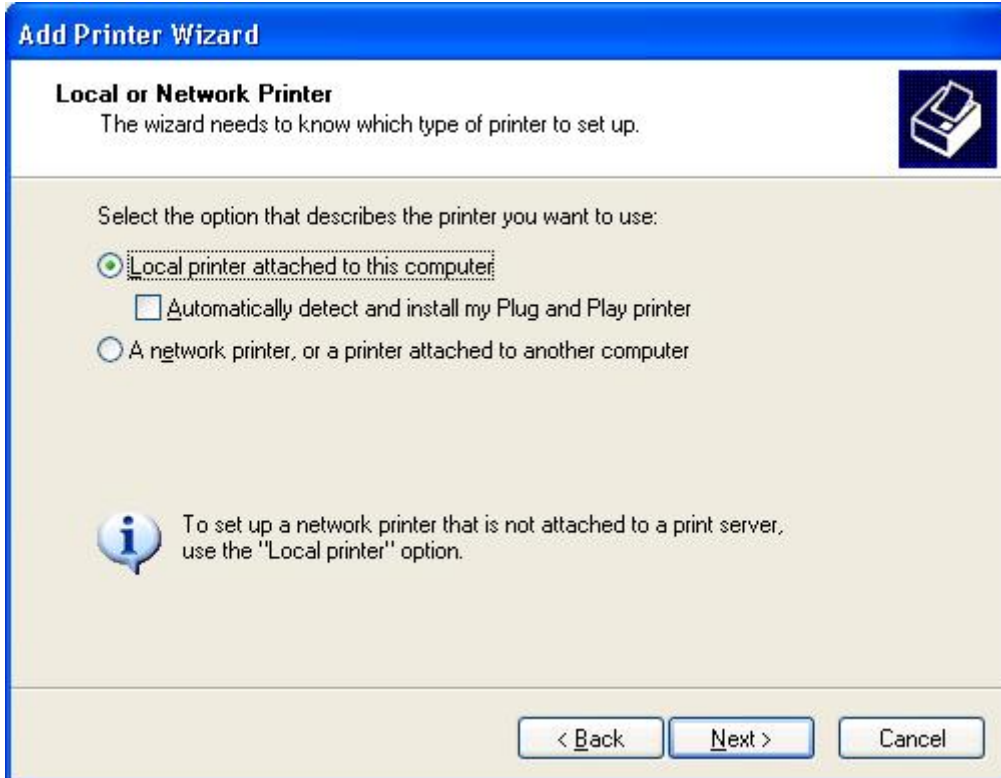 Add Printer Wizard
Local or Network Printer
The wizard needs to know which type of printer to set up.
Select the option that describes the printer you want to use:
Local printer attached to this computer
Automatically detect and install my Plug and Play printer
A network printer, or a printer attached to another computer
To set up a network printer that is not attached to a print server,
use the "Local printer" option.
< Back Next > Cancel